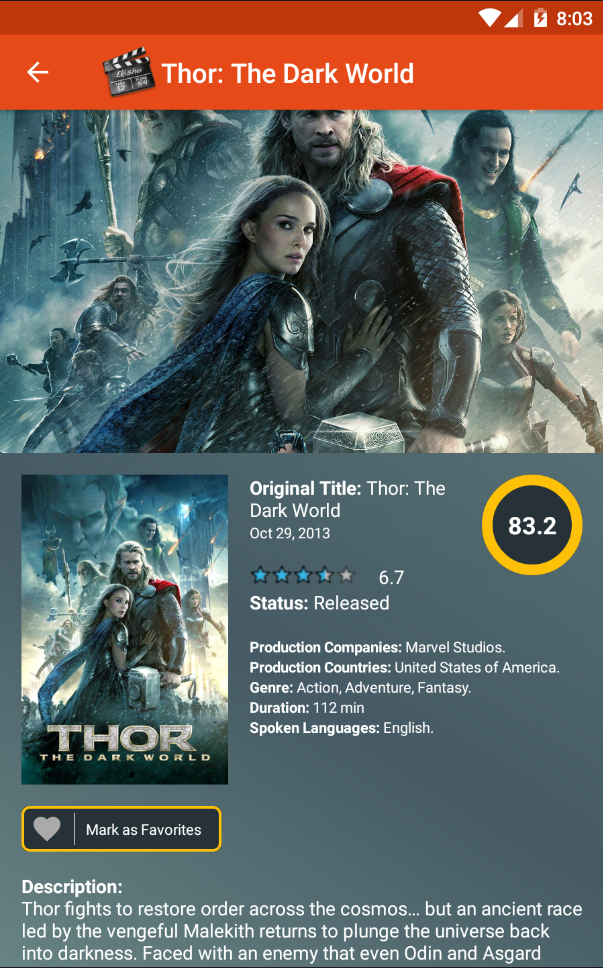 8:03
Thor: The Dark World
Original Title: Thor: The
Dark World
Oct 29, 2013
83.2
6.7
Status: Released
Production Companies: Marvel Studios.
Production Countries: United States of America.
Genre: Action, Adventure, Fantasy.
Duration: 112 min
Spoken Languages: English.
THOR
THE DARK WORLD
Mark as Favorites
Description:
Thor fights to restore order across the cosmos… but an ancient race
led by the vengeful Malekith returns to plunge the universe back
into darkness. Faced with an enemy that even Odin and Asgard